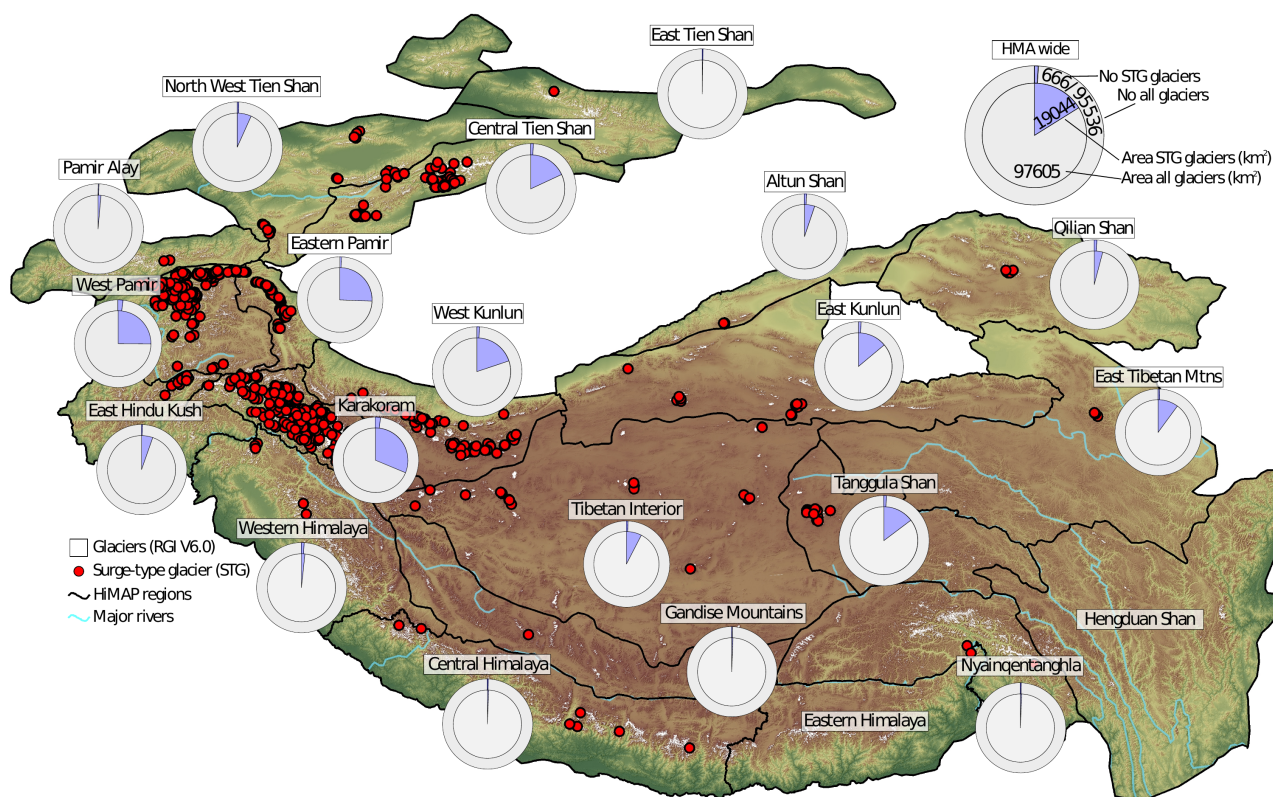 East Tien Shan
HMA wide
North West Tien Shan
666/95536
No STG glaciers
No all glaciers
19044
Central Tien Shan
Area STG glaciers (km²)
97605
Area all glaciers (km²)
Pamir Alay
Altun Shan
Qilian Shan
Eastern Pamir
West Pamir
West Kunlun
East Kunlun
East Tibetan Mtns
East Hindu Kush
Karakoram
Tanggula Shan
Tibetan Interior
Western Himalaya
Glaciers (RGI V6.0)
Surge-type glacier (STG)
HiMAP regions
Major rivers
Gandise Mountains
Hengduan Shan
Central Himalaya
Nyainqentanghla
Eastern Himalaya